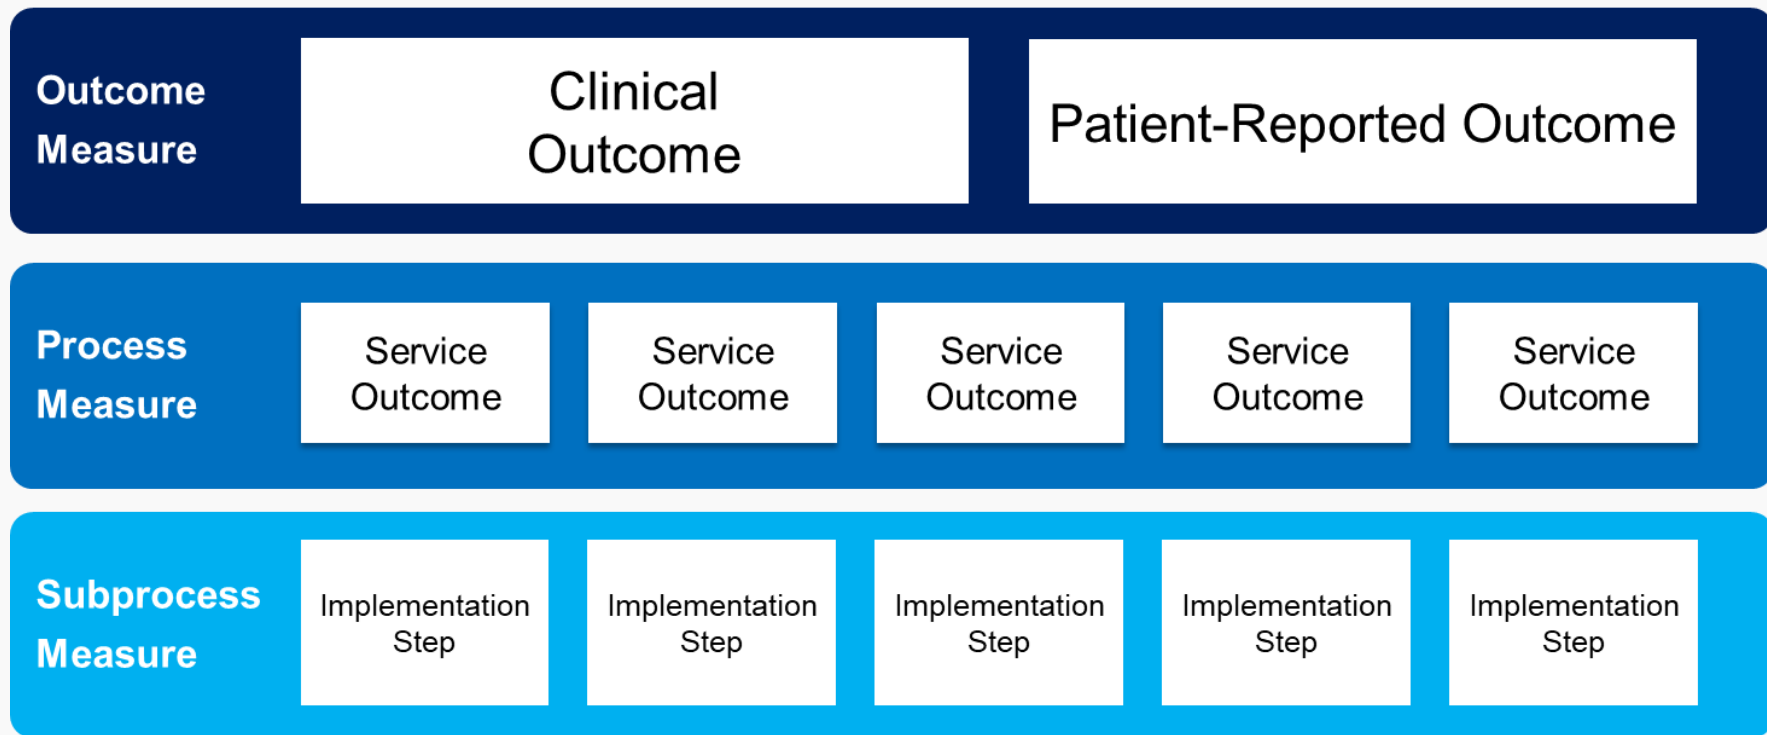 Outcome
Measure
Clinical
Outcome
Patient-Reported Outcome
Process
Measure
Service
Outcome
Service
Outcome
Service
Outcome
Service
Outcome
Service
Outcome
Subprocess
Measure
Implementation
Step
Implementation
Step
Implementation
Step
Implementation
Step
Implementation
Step